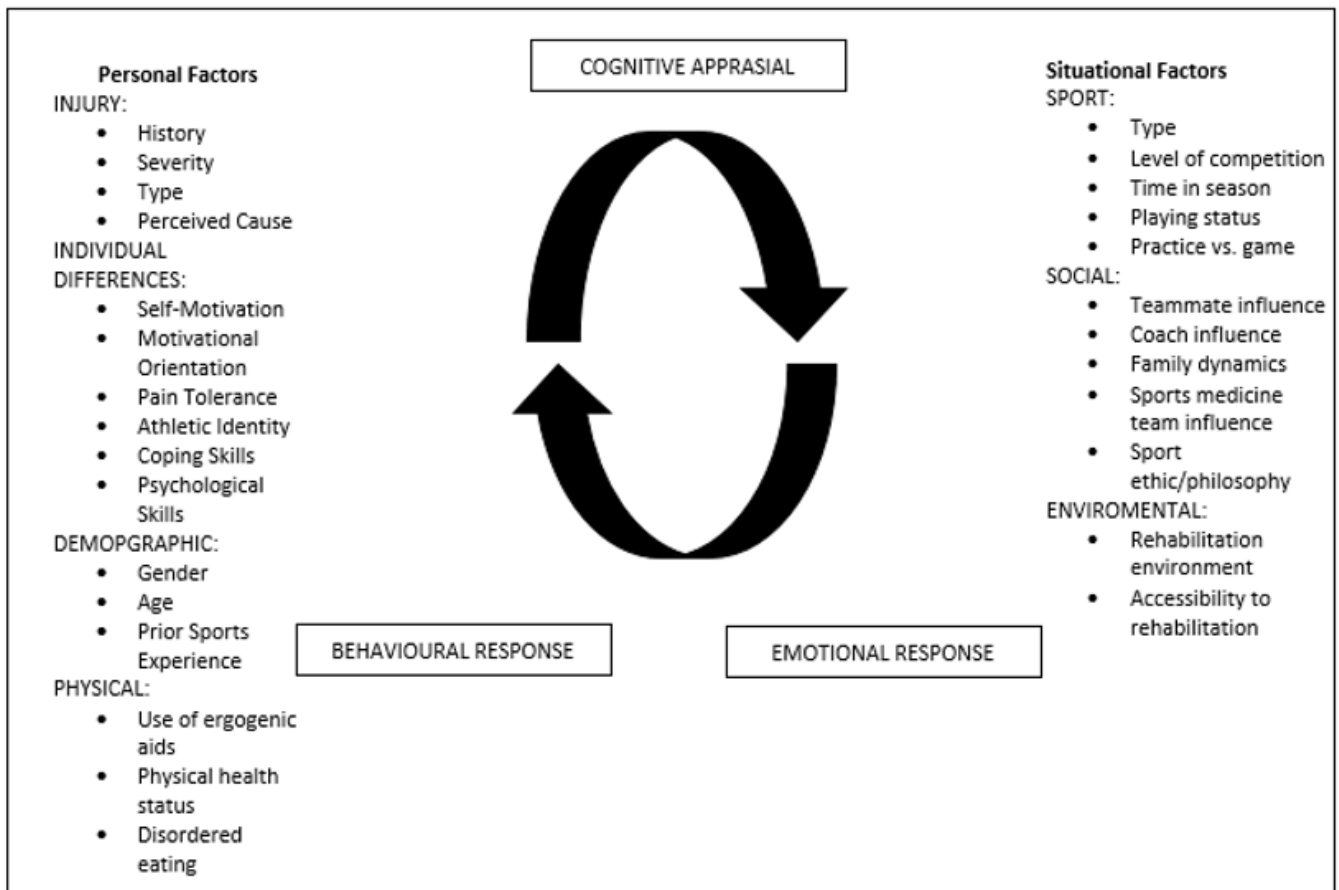 Personal Factors
INJURY:
• History
• Severity
• Type
• Perceived Cause
INDIVIDUAL
DIFFERENCES:
• Self-Motivation
• Motivational
Orientation
• Pain Tolerance
• Athletic Identity
• Coping Skills
• Psychological
Skills
DEMOPGRAPHIC:
• Gender
• Age
• Prior Sports
Experience
PHYSICAL:
• Use of ergogenic
aids
• Physical health
status
• Disordered
eating
COGNITIVE APPRASIAL
BEHAVIOURAL RESPONSE
EMOTIONAL RESPONSE
Situational Factors
SPORT:
• Type
• Level of competition
• Time in season
• Playing status
• Practice vs. game
SOCIAL:
• Teammate influence
• Coach influence
• Family dynamics
• Sports medicine
team influence
• Sport
ethic/philosophy
ENVIROMENTAL:
• Rehabilitation
environment
• Accessibility to
rehabilitation